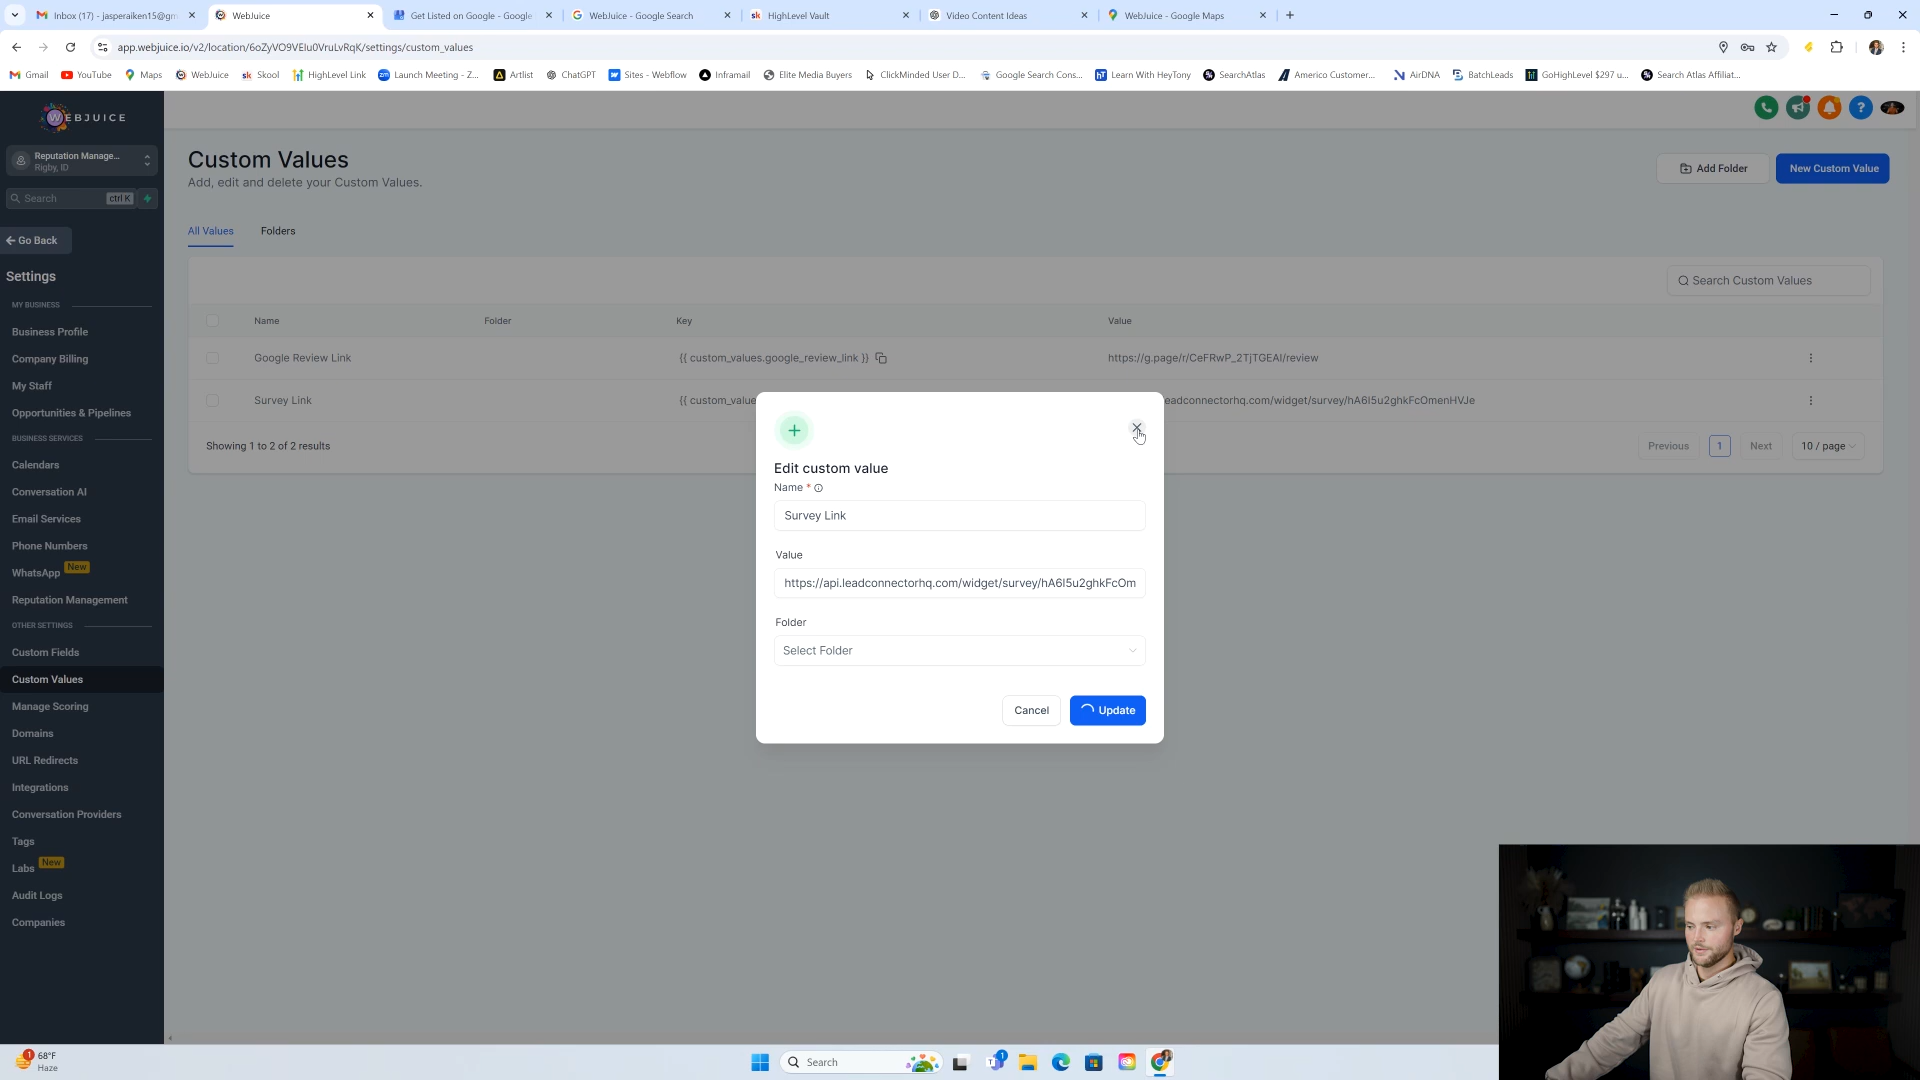 Inbox (17) - jasperaiken15@gm
WebJuice
Get Listed on Google - Google
WebJuice - Google Search
HighLevel Vault
Video Content Ideas
WebJuice - Google Maps
app.webjuice.io/v2/location/6oZyVO9VEIu0VruLvRqK/settings/custom_values
Gmail
YouTube
Maps
WebJuice
Skool
HighLevel Link
Launch Meeting - Z...
Artlist
ChatGPT
Sites - Webflow
Inframail
Elite Media Buyers
ClickMinded User D...
Google Search Cons...
Learn With HeyTony
SearchAtlas
Americo Customer...
AirDNA
BatchLeads
GoHighLevel $297 u...
Search Atlas Affiliat...
WEBJUICE
Reputation Manage...
Rigby, ID
Search
ctrl K
Go Back
Settings
MY BUSINESS
Business Profile
Company Billing
My Staff
Opportunities & Pipelines
BUSINESS SERVICES
Calendars
Conversation AI
Email Services
Phone Numbers
WhatsApp New
Reputation Management
OTHER SETTINGS
Custom Fields
Custom Values
Manage Scoring
Domains
URL Redirects
Integrations
Conversation Providers
Tags
Labs New
Audit Logs
Companies
Custom Values
Add, edit and delete your Custom Values.
Add Folder
New Custom Value
All Values
Folders
Search Custom Values
Name
Folder
Key
Value
Google Review Link
{{ custom_values.google_review_link }}
https://g.page/r/CeFRwP_2TjTGEAI/review
Survey Link
{{ custom_value
eadconnectorhq.com/widget/survey/hA6I5u2ghkFcOmenHVJe
Showing 1 to 2 of 2 results
Previous
1
Next
10 / page
Edit custom value
Name *
Survey Link
Value
https://api.leadconnectorhq.com/widget/survey/hA6I5u2ghkFcOm
Folder
Select Folder
Cancel
Update
1
68°F
Haze
Search
1